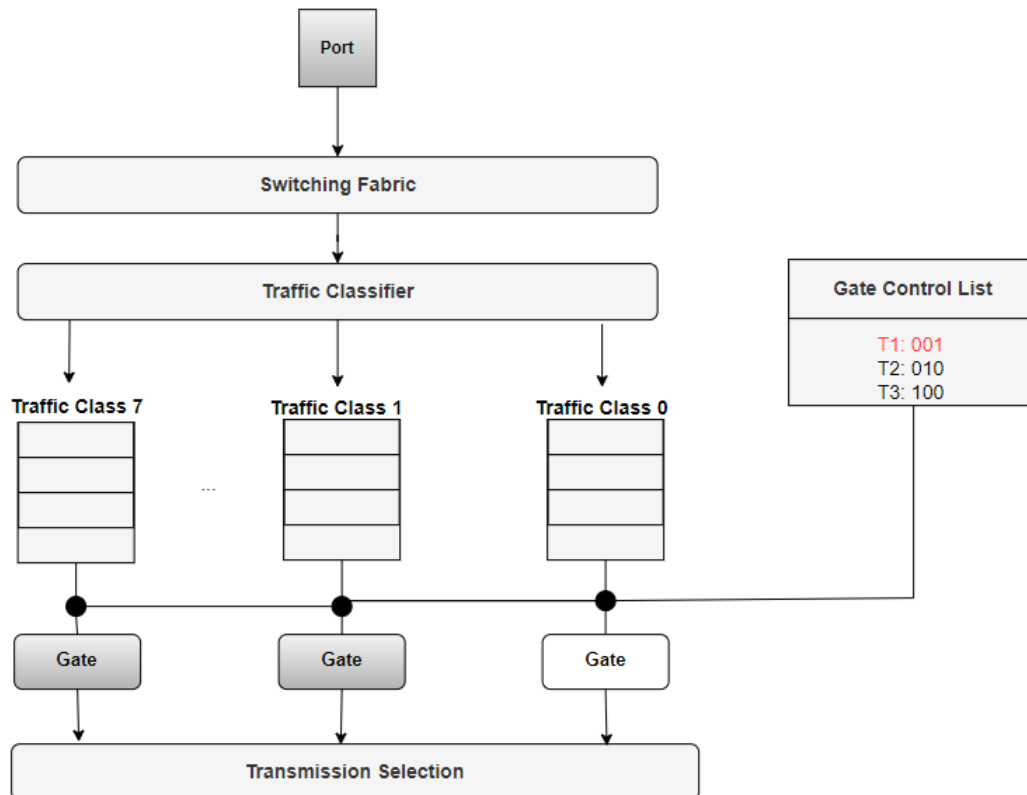 Port
Switching Fabric
Traffic Classifier
Gate Control List
T1: 001
T2: 010
T3: 100
Traffic Class 7
Traffic Class 1
Traffic Class 0
...
Gate
Gate
Gate
Transmission Selection